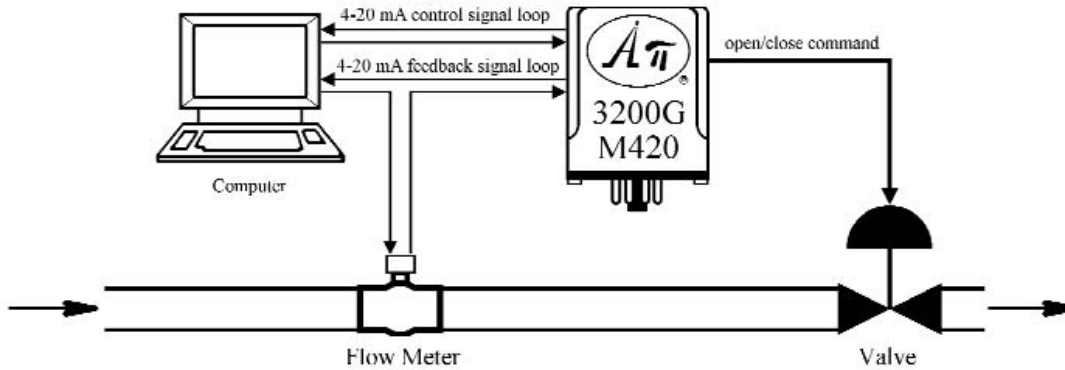 4-20 mA control signal loop
4-20 mA feedback signal loop
open/close command
Aπ®
3200G
M420
Computer
Flow Meter
Valve